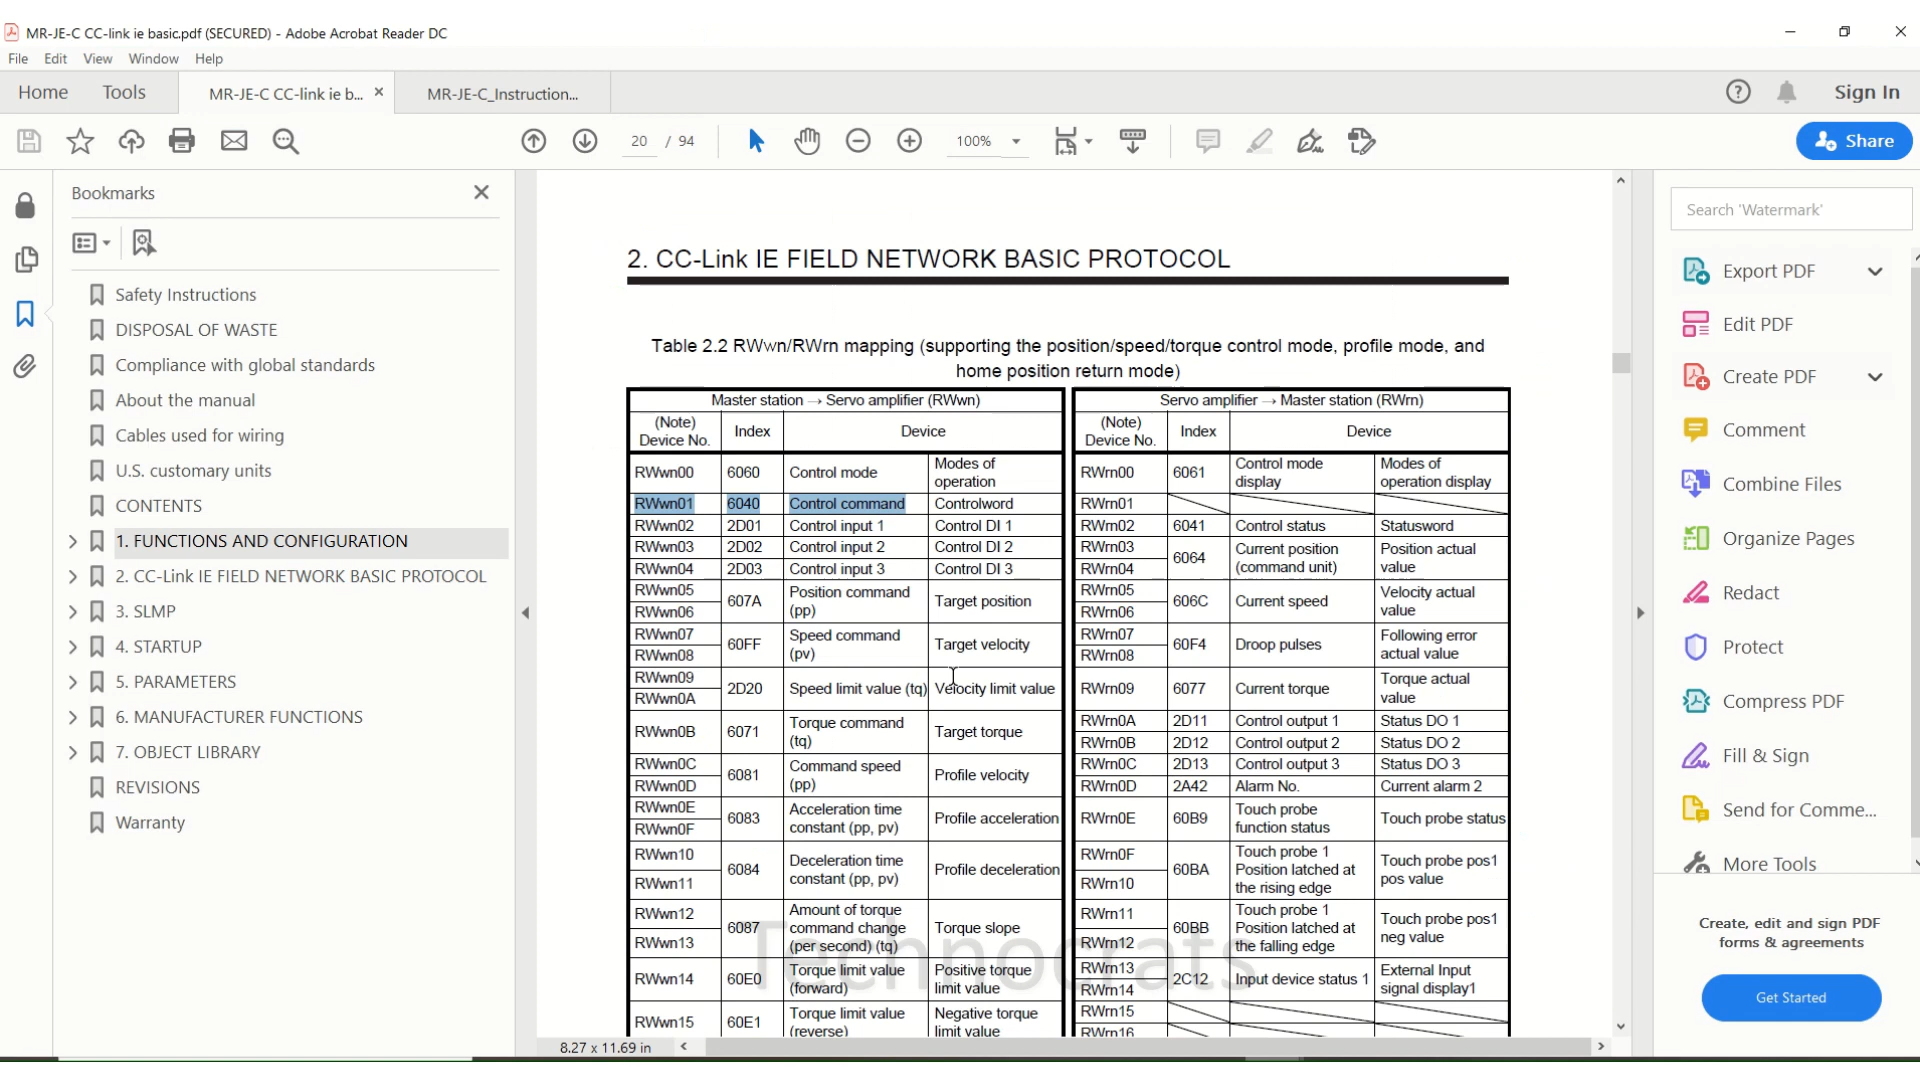 MR-JE-C CC-link ie basic.pdf (SECURED) - Adobe Acrobat Reader DC
File Edit View Window Help
Home Tools MR-JE-C CC-link ie b... × MR-JE-C_Instruction... Sign In
20 / 94 100% Share
Bookmarks
Safety Instructions
DISPOSAL OF WASTE
Compliance with global standards
About the manual
Cables used for wiring
U.S. customary units
CONTENTS
1. FUNCTIONS AND CONFIGURATION
2. CC-Link IE FIELD NETWORK BASIC PROTOCOL
3. SLMP
4. STARTUP
5. PARAMETERS
6. MANUFACTURER FUNCTIONS
7. OBJECT LIBRARY
REVISIONS
Warranty
2. CC-Link IE FIELD NETWORK BASIC PROTOCOL
Table 2.2 RWwn/RWrn mapping (supporting the position/speed/torque control mode, profile mode, and
home position return mode)
Master station → Servo amplifier (RWwn)
(Note)
Device No. Index Device
RWwn00 6060 Control mode Modes of
operation
RWwn01 6040 Control command Controlword
RWwn02 2D01 Control input 1 Control DI 1
RWwn03 2D02 Control input 2 Control DI 2
RWwn04 2D03 Control input 3 Control DI 3
RWwn05
RWwn06 607A Position command
(pp) Target position
RWwn07
RWwn08 60FF Speed command
(pv) Target velocity
RWwn09
RWwn0A 2D20 Speed limit value (tq) Velocity limit value
RWwn0B 6071 Torque command
(tq) Target torque
RWwn0C
RWwn0D 6081 Command speed
(pp) Profile velocity
RWwn0E
RWwn0F 6083 Acceleration time
constant (pp, pv) Profile acceleration
RWwn10
RWwn11 6084 Deceleration time
constant (pp, pv) Profile deceleration
RWwn12
RWwn13 6087 Amount of torque
command change
(per second) (tq) Torque slope
RWwn14 60E0 Torque limit value
(forward) Positive torque
limit value
RWwn15 60E1 Torque limit value
(reverse) Negative torque
limit value
Servo amplifier → Master station (RWrn)
(Note)
Device No. Index Device
RWrn00 6061 Control mode
display Modes of
operation display
RWrn01
RWrn02 6041 Control status Statusword
RWrn03
RWrn04 6064 Current position
(command unit) Position actual
value
RWrn05
RWrn06 606C Current speed Velocity actual
value
RWrn07
RWrn08 60F4 Droop pulses Following error
actual value
RWrn09 6077 Current torque Torque actual
value
RWrn0A 2D11 Control output 1 Status DO 1
RWrn0B 2D12 Control output 2 Status DO 2
RWrn0C 2D13 Control output 3 Status DO 3
RWrn0D 2A42 Alarm No. Current alarm 2
RWrn0E 60B9 Touch probe
function status Touch probe status
RWrn0F
RWrn10 60BA Touch probe 1
Position latched at
the rising edge Touch probe pos1
pos value
RWrn11
RWrn12 60BB Touch probe 1
Position latched at
the falling edge Touch probe pos1
neg value
RWrn13
RWrn14 2C12 Input device status 1 External Input
signal display1
RWrn15
RWrn16
Technocrats
8.27 x 11.69 in
Search 'Watermark'
Export PDF
Edit PDF
Create PDF
Comment
Combine Files
Organize Pages
Redact
Protect
Compress PDF
Fill & Sign
Send for Comme...
More Tools
Create, edit and sign PDF
forms & agreements
Get Started